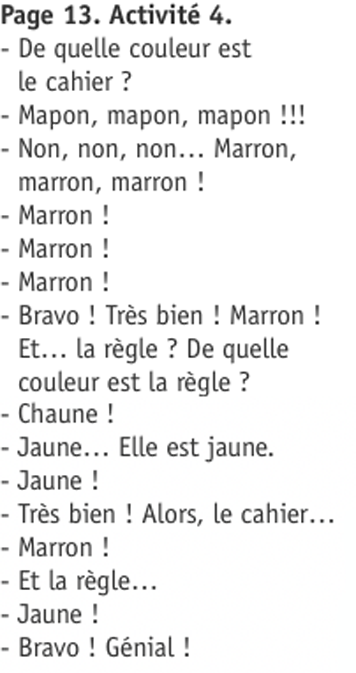 Page 13. Activité 4.
- De quelle couleur est
le cahier ?
- Mapon, mapon, mapon !!!
- Non, non, non... Marron,
marron, marron !
- Marron !
- Marron !
- Marron !
- Bravo ! Très bien ! Marron !
Et... la règle ? De quelle
couleur est la règle ?
- Chaune !
- Jaune... Elle est jaune.
- Jaune !
- Très bien ! Alors, le cahier...
- Marron !
- Et la règle...
- Jaune !
- Bravo ! Génial !